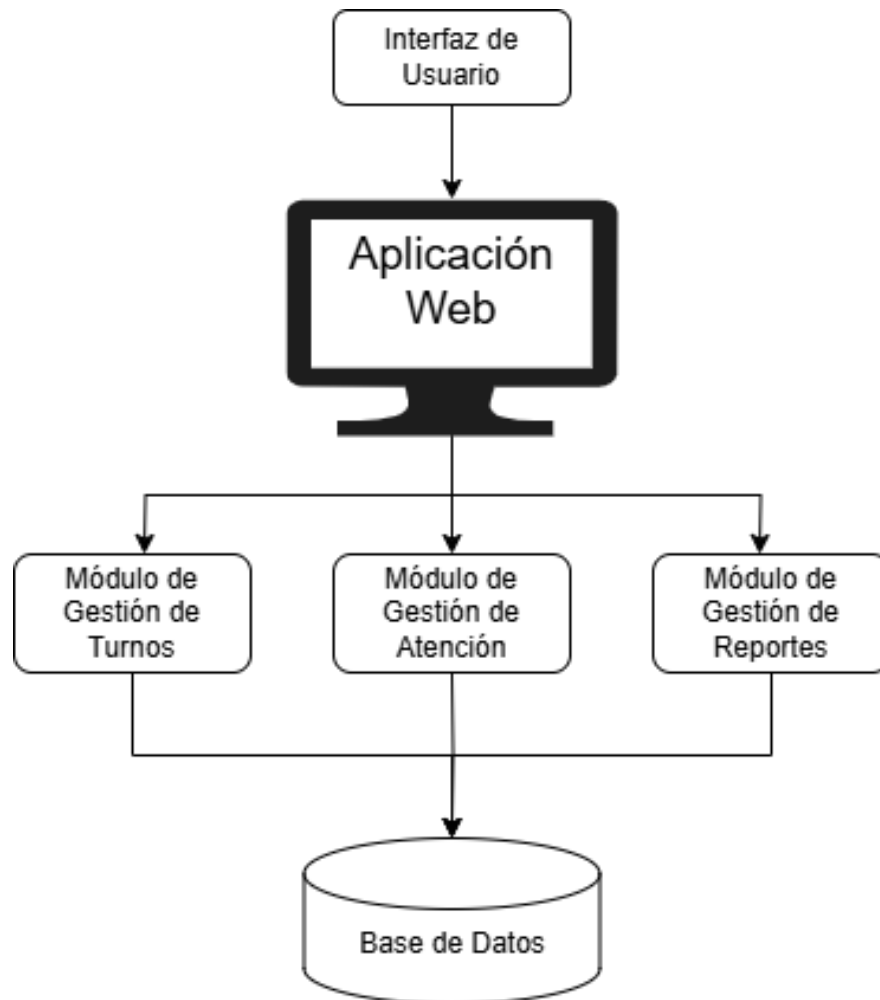 Interfaz de
Usuario
Aplicación
Web
Módulo de
Gestión de
Turnos
Módulo de
Gestión de
Atención
Módulo de
Gestión de
Reportes
Base de Datos